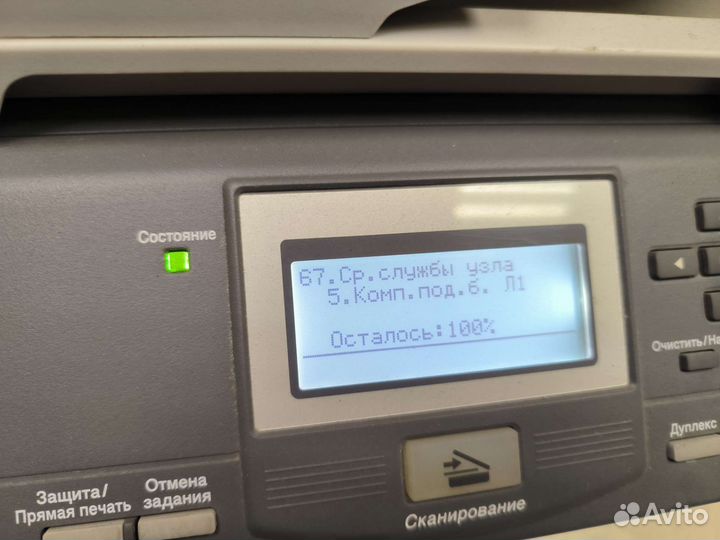 Состояние
67.Ср.службы узла
5.Комп.под.б. Л1
Осталось:100%
Очистить/
Дуплекс
Защита/
Прямая печать
Отмена
задания
Сканирование
Avito